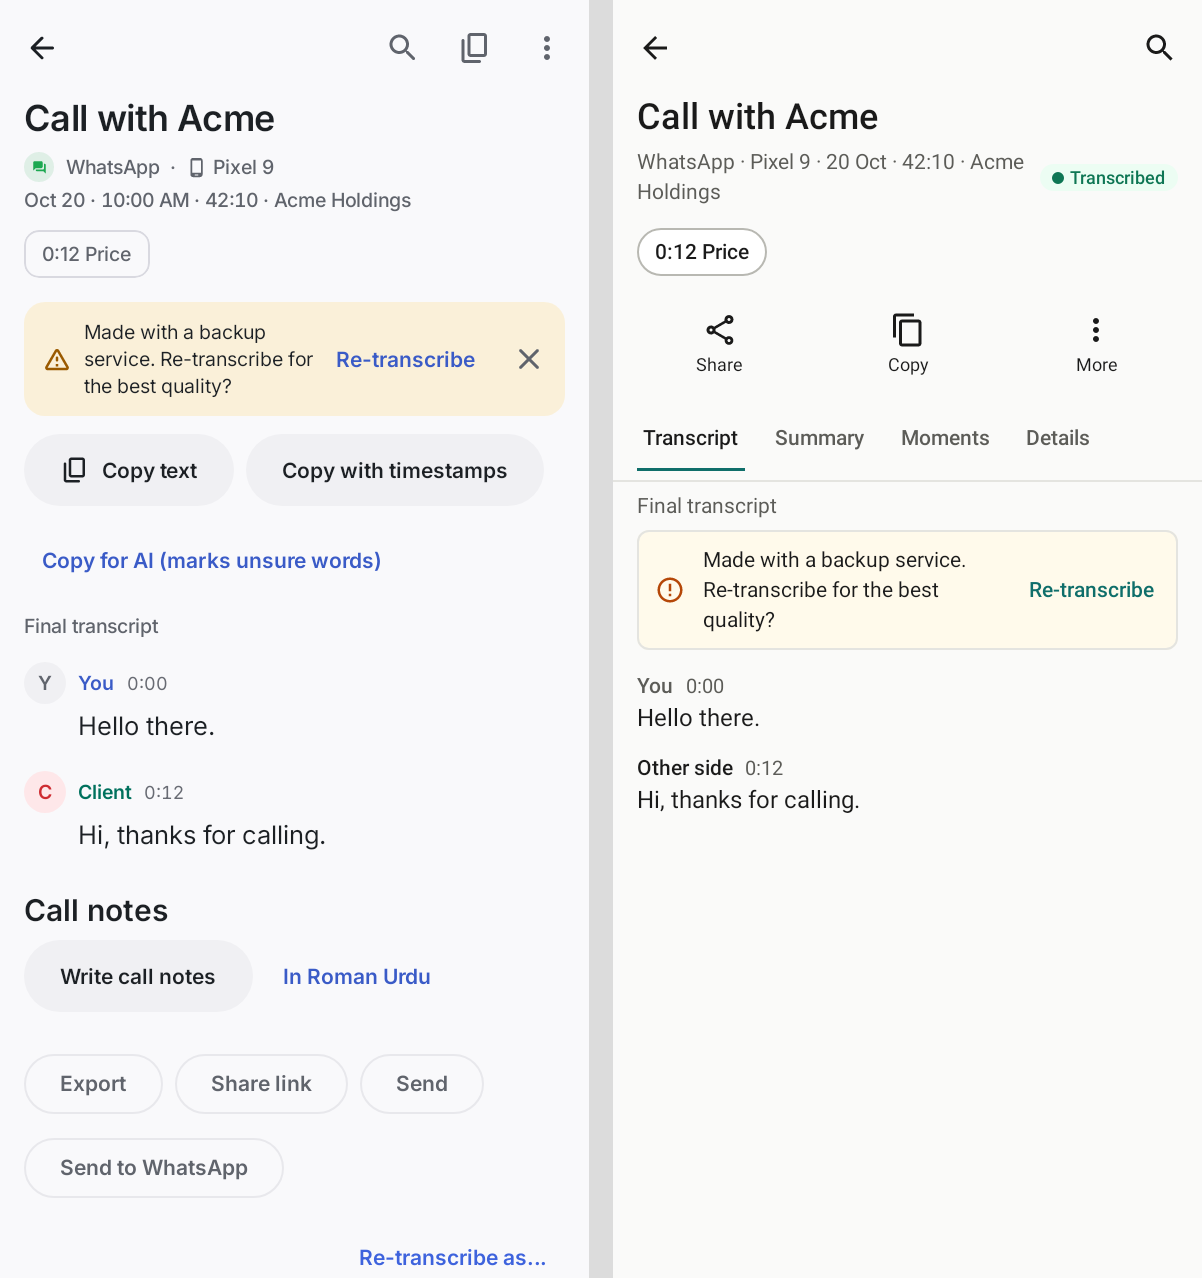 Call with Acme
WhatsApp · Pixel 9
Oct 20 · 10:00 AM · 42:10 · Acme Holdings
0:12 Price
Made with a backup
service. Re-transcribe for
the best quality?
Re-transcribe
Copy text
Copy with timestamps
Copy for AI (marks unsure words)
Final transcript
Y
You 0:00
Hello there.
C
Client 0:12
Hi, thanks for calling.
Call notes
Write call notes
In Roman Urdu
Export
Share link
Send
Send to WhatsApp
Re-transcribe as...
Call with Acme
WhatsApp · Pixel 9 · 20 Oct · 42:10 · Acme
Holdings
Transcribed
0:12 Price
Share
Copy
More
Transcript
Summary
Moments
Details
Final transcript
Made with a backup service.
Re-transcribe for the best
quality?
Re-transcribe
You 0:00
Hello there.
Other side 0:12
Hi, thanks for calling.